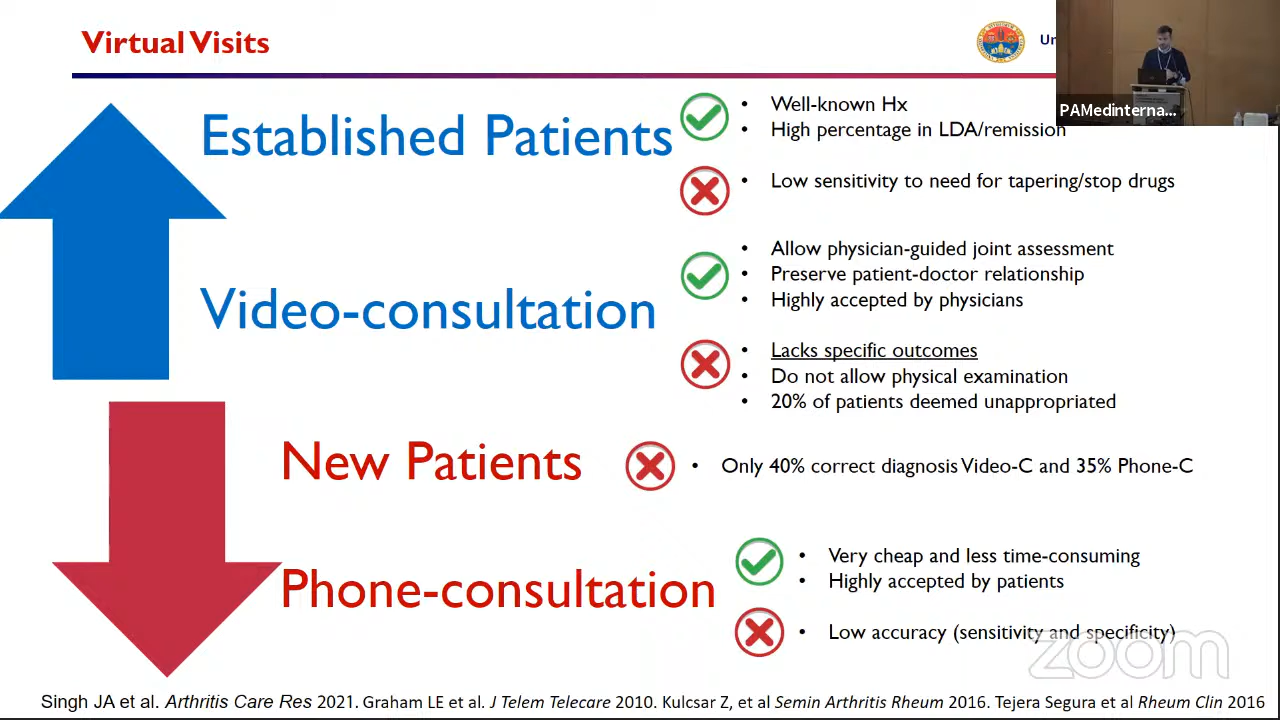 Virtual Visits
Un
PAMedinterna...
Established Patients
• Well-known Hx
• High percentage in LDA/remission
• Low sensitivity to need for tapering/stop drugs
Video-consultation
• Allow physician-guided joint assessment
• Preserve patient-doctor relationship
• Highly accepted by physicians
• Lacks specific outcomes
• Do not allow physical examination
• 20% of patients deemed unappropriated
New Patients
• Only 40% correct diagnosis Video-C and 35% Phone-C
Phone-consultation
• Very cheap and less time-consuming
• Highly accepted by patients
• Low accuracy (sensitivity and specificity)
zoom
Singh JA et al. Arthritis Care Res 2021. Graham LE et al. J Telem Telecare 2010. Kulcsar Z, et al Semin Arthritis Rheum 2016. Tejera Segura et al Rheum Clin 2016